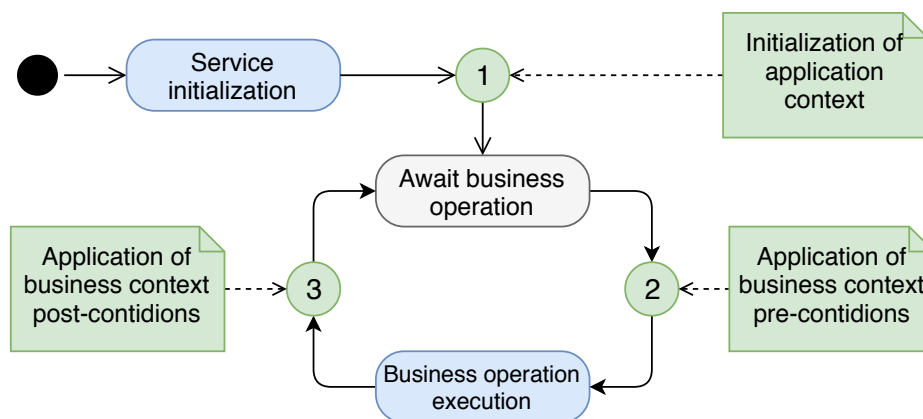 Service
initialization
1
Initialization of
application
context
Await business
operation
Application of
business context
post-contidions
3
2
Application of
business context
pre-contidions
Business operation
execution